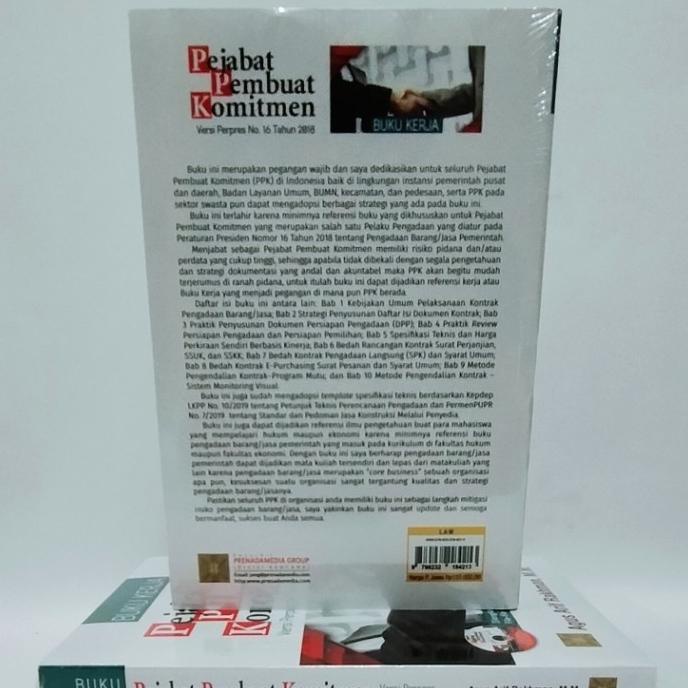 Pejabat
Pembuat
Komitmen
Versi Perpres No. 16 Tahun 2018
BUKU KERJA
Buku ini merupakan pegangan wajib dan saya dedikasikan untuk seluruh Pejabat
Pembuat Komitmen (PPK) di Indonesia baik di lingkungan instansi pemerintah pusat
dan daerah, Badan Layanan Umum, BUMN, kecamatan, dan pedesaan, serta PPK pada
sektor swasta pun dapat mengadopsi berbagai strategi yang ada pada buku ini.
Buku ini terlahir karena minimnya referensi buku yang dikhususkan untuk Pejabat
Pembuat Komitmen yang merupakan salah satu Pelaku Pengadaan yang diatur pada
Peraturan Presiden Nomor 16 Tahun 2018 tentang Pengadaan Barang/Jasa Pemerintah.
Menjabat sebagai Pejabat Pembuat Komitmen memiliki risiko pidana dan/atau
perdata yang cukup tinggi, sehingga apabila tidak dibekali dengan segala pengetahuan
dan strategi dokumentasi yang andal dan akuntabel maka PPK akan begitu mudah
terjerumus di ranah pidana, untuk itulah buku ini dapat dijadikan referensi kerja atau
Buku Kerja yang menjadi pegangan di mana pun PPK berada.
Daftar isi buku ini antara lain: Bab 1 Kebijakan Umum Pelaksanaan Kontrak
Pengadaan Barang/Jasa; Bab 2 Strategi Penyusunan Daftar Isi Dokumen Kontrak; Bab
3 Praktik Penyusunan Dokumen Persiapan Pengadaan (DPP); Bab 4 Praktik Review
Persiapan Pengadaan dan Persiapan Pemilihan; Bab 5 Spesifikasi Teknis dan Harga
Perkiraan Sendiri Berbasis Kinerja; Bab 6 Bedah Rancangan Kontrak Surat Perjanjian,
SSUK, dan SSKK; Bab 7 Bedah Kontrak Pengadaan Langsung (SPK) dan Syarat Umum;
Bab 8 Bedah Kontrak E-Purchasing Surat Pesanan dan Syarat Umum; Bab 9 Metode
Pengendalian Kontrak-Program Mutu; dan Bab 10 Metode Pengendalian Kontrak –
Sistem Monitoring Visual.
Buku ini juga sudah mengadopsi template spesifikasi teknis berdasarkan Kepdep
LKPP No. 10/2019 tentang Petunjuk Teknis Perencanaan Pengadaan dan PermenPUPR
No.7/2019 tentang Standar dan Pedoman Jasa Konstruksi Melalui Penyedia.
Buku ini juga dapat dijadikan referensi ilmu pengetahuan buat para mahasiswa
yang mempelajari hukum maupun ekonomi karena minimnya referensi buku
pengadaan barang/jasa pemerintah yang masuk pada kurikulum di fakultas hukum
maupun fakultas ekonomi. Dengan buku ini saya berharap pengadaan barang/jasa
pemerintah dapat dijadikan mata kuliah tersendiri dan lepas dari matakuliah yang
lain karena pengadaan barang/jasa merupakan "core business" sebuah organisasi
apa pun, kesuksesan suatu organisasi sangat tergantung kualitas dan strategi
pengadaan barang/jasanya.
Pastikan seluruh PPK di organisasi anda memiliki buku ini sebagai langkah mitigasi
risiko pengadaan barang/jasa, saya yakinkan buku ini sangat update dan semoga
bermanfaat, sukses buat Anda semua.
LAW
PRENADAMEDIA GROUP
9 786232 184213
BUKU KERJA
Komitmen
BUKU
Pejabat Pembuat Komitmen